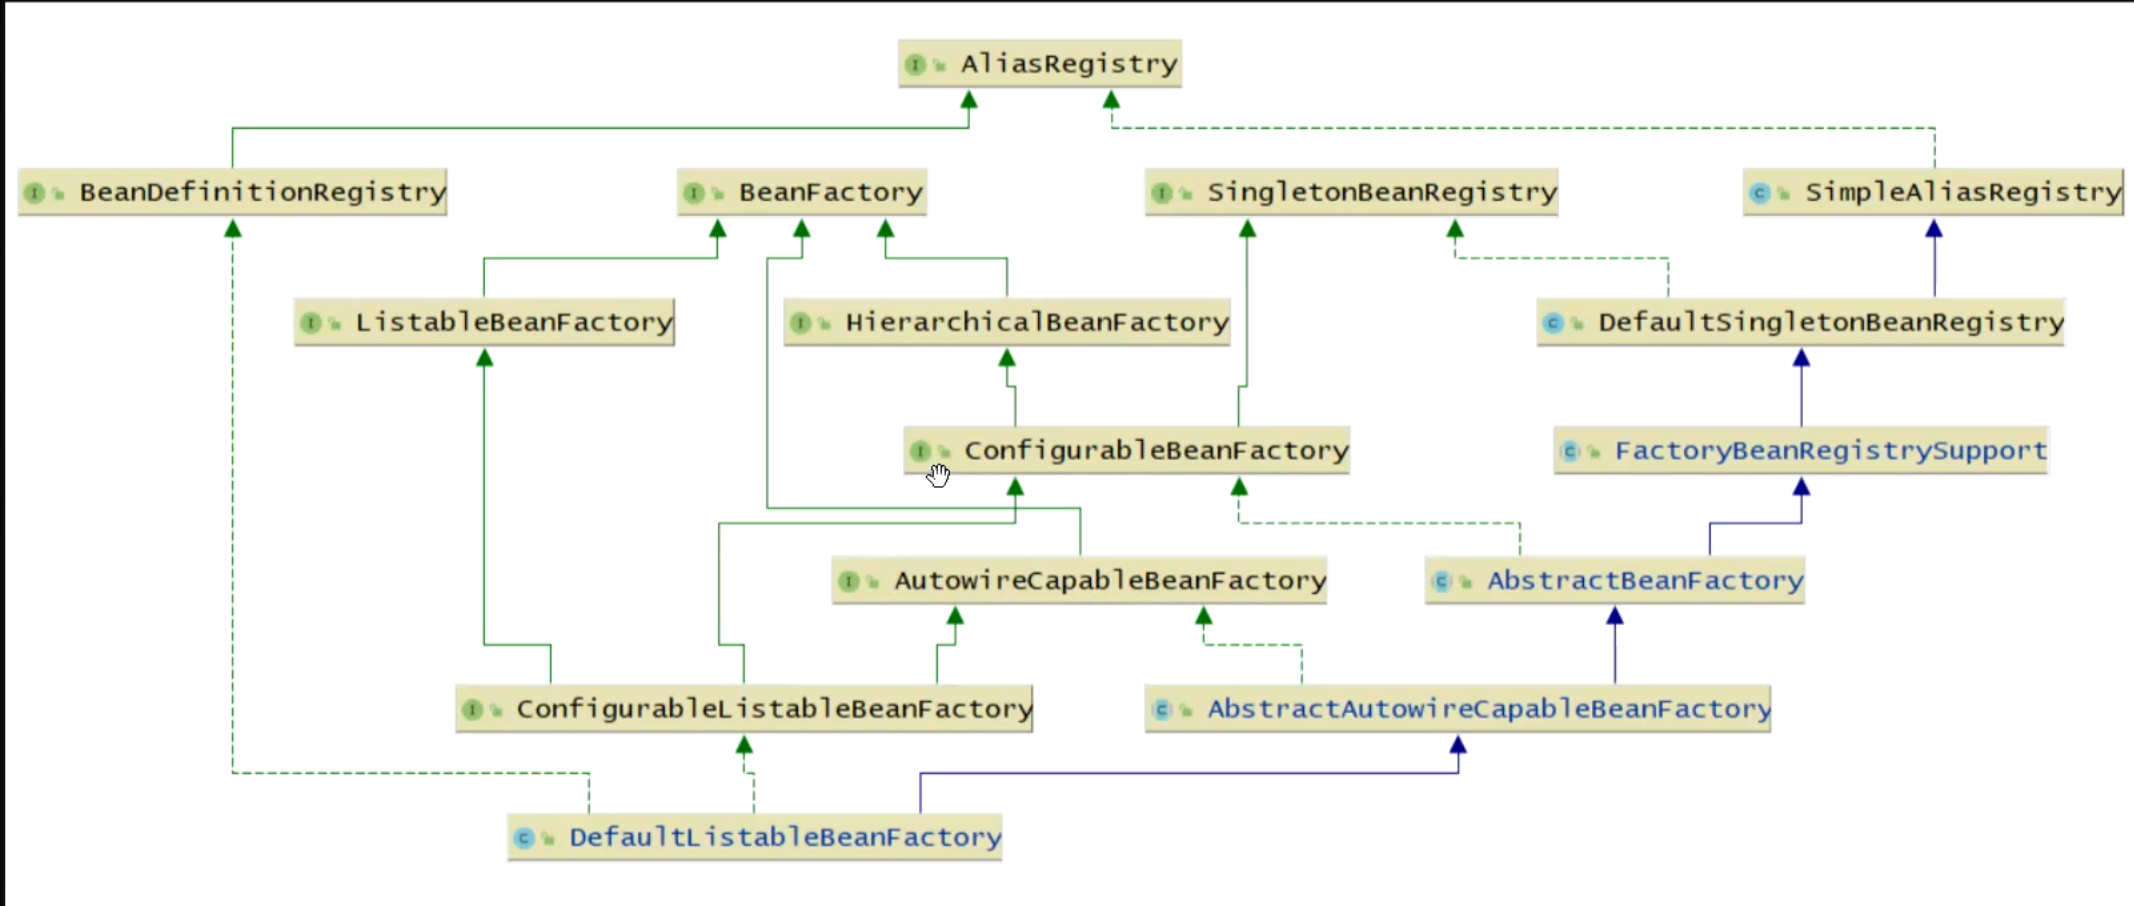 AliasRegistry
BeanDefinitionRegistry
BeanFactory
SingletonBeanRegistry
SimpleAliasRegistry
ListableBeanFactory
HierarchicalBeanFactory
DefaultSingletonBeanRegistry
ConfigurableBeanFactory
FactoryBeanRegistrySupport
AutowireCapableBeanFactory
AbstractBeanFactory
ConfigurableListableBeanFactory
AbstractAutowireCapableBeanFactory
DefaultListableBeanFactory